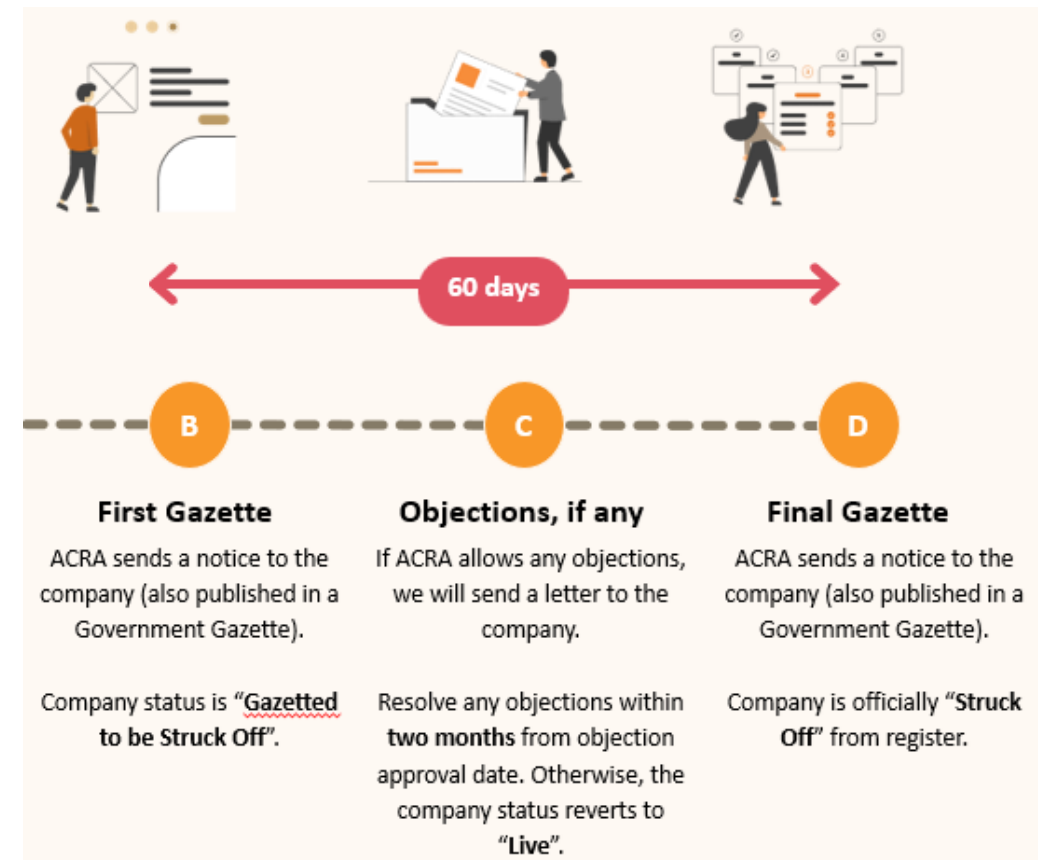 60 days
B
C
D
First Gazette
ACRA sends a notice to the
company (also published in a
Government Gazette).
Company status is “Gazetted
to be Struck Off”.
Objections, if any
If ACRA allows any objections,
we will send a letter to the
company.
Resolve any objections within
two months from objection
approval date. Otherwise, the
company status reverts to
“Live”.
Final Gazette
ACRA sends a notice to the
company (also published in a
Government Gazette).
Company is officially “Struck
Off” from register.